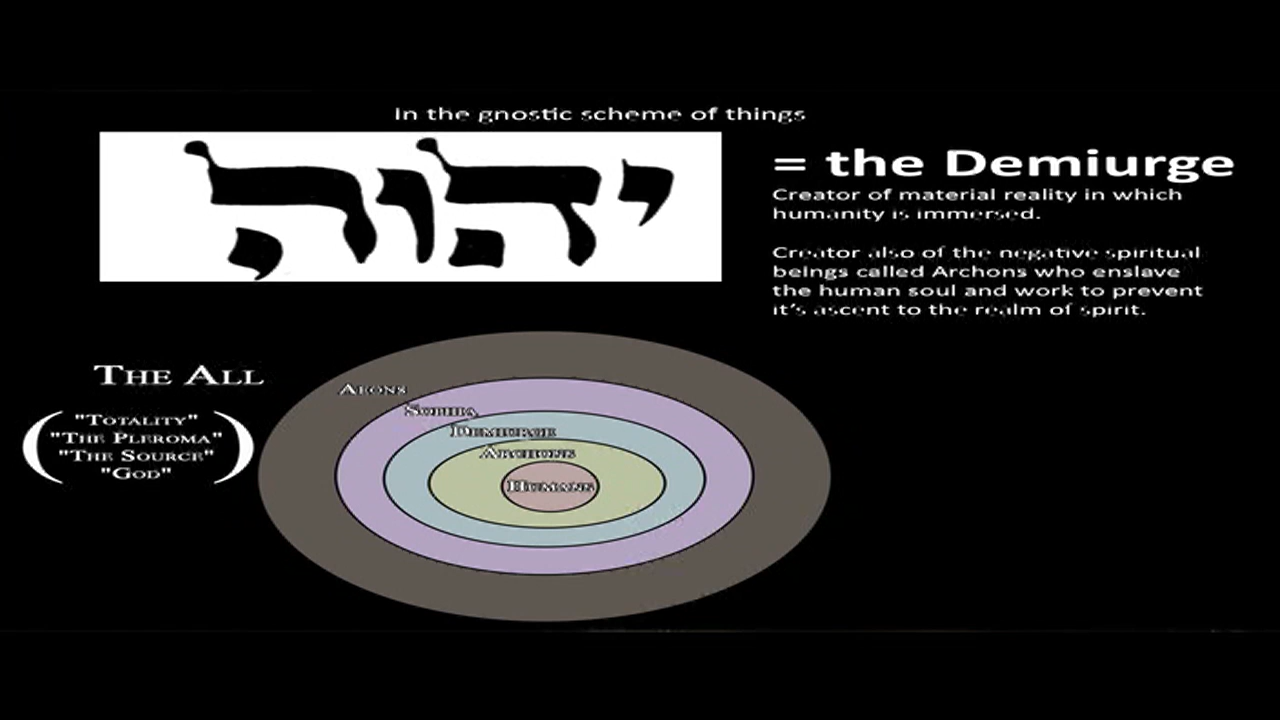 In the gnostic scheme of things
יהוה
= the Demiurge
Creator of material reality in which
humanity is immersed.
Creator also of the negative spiritual
beings called Archons who enslave
the human soul and work to prevent
it's ascent to the realm of spirit.
THE ALL
"TOTALITY"
"THE PLEROMA"
"THE SOURCE"
"GOD"
AEONS
SOPHIA
DEMIURGE
ARCHONS
HUMANS